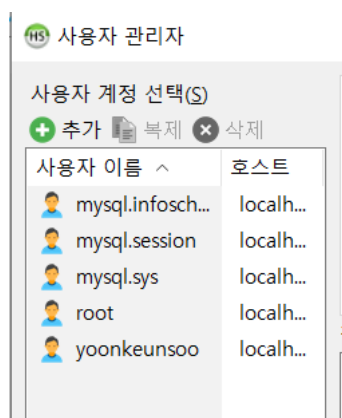 HS 사용자 관리자
사용자 계정 선택(S)
추가 복제 삭제
사용자 이름 호스트
mysql.infosch... localh...
mysql.session localh...
mysql.sys localh...
root localh...
yoonkeunsoo localh...